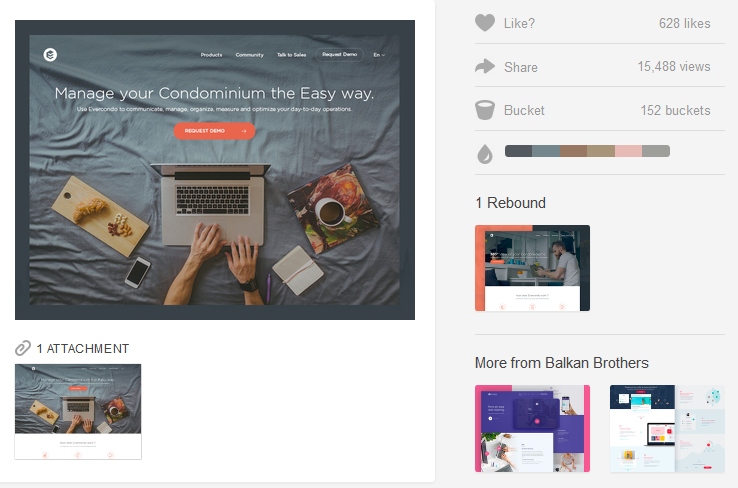 Products Community Talk to Sales Request Demo En
Manage your Condominium the Easy way.
Use Evercondo to communicate, manage, organize, measure and optimize your day-to-day operations.
REQUEST DEMO
1 ATTACHMENT
Like? 628 likes
Share 15,488 views
Bucket 152 buckets
1 Rebound
More from Balkan Brothers